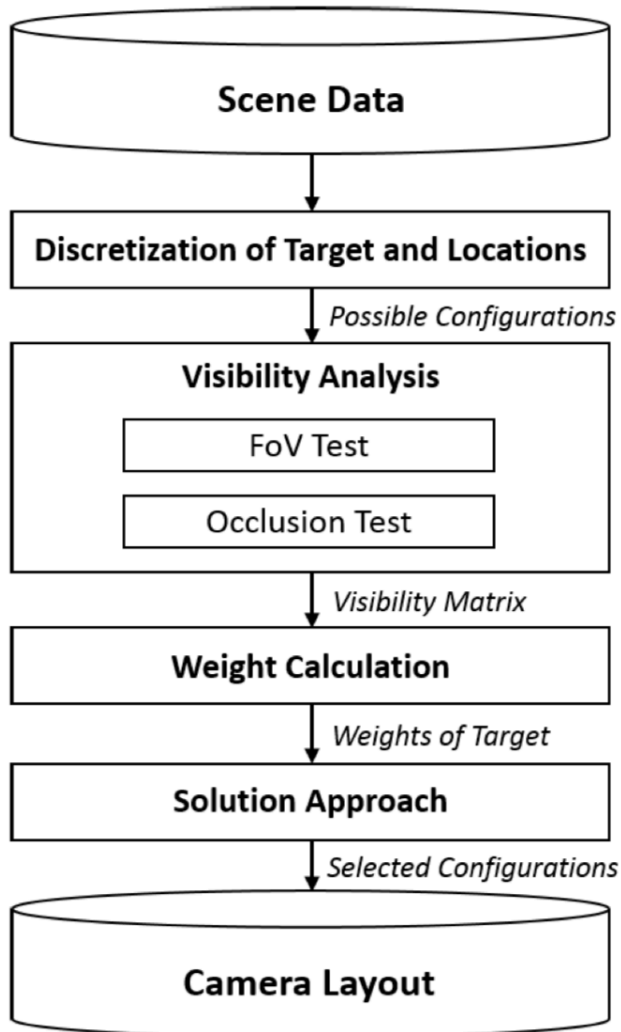 Scene Data
Discretization of Target and Locations
Possible Configurations
Visibility Analysis
FoV Test
Occlusion Test
Visibility Matrix
Weight Calculation
Weights of Target
Solution Approach
Selected Configurations
Camera Layout